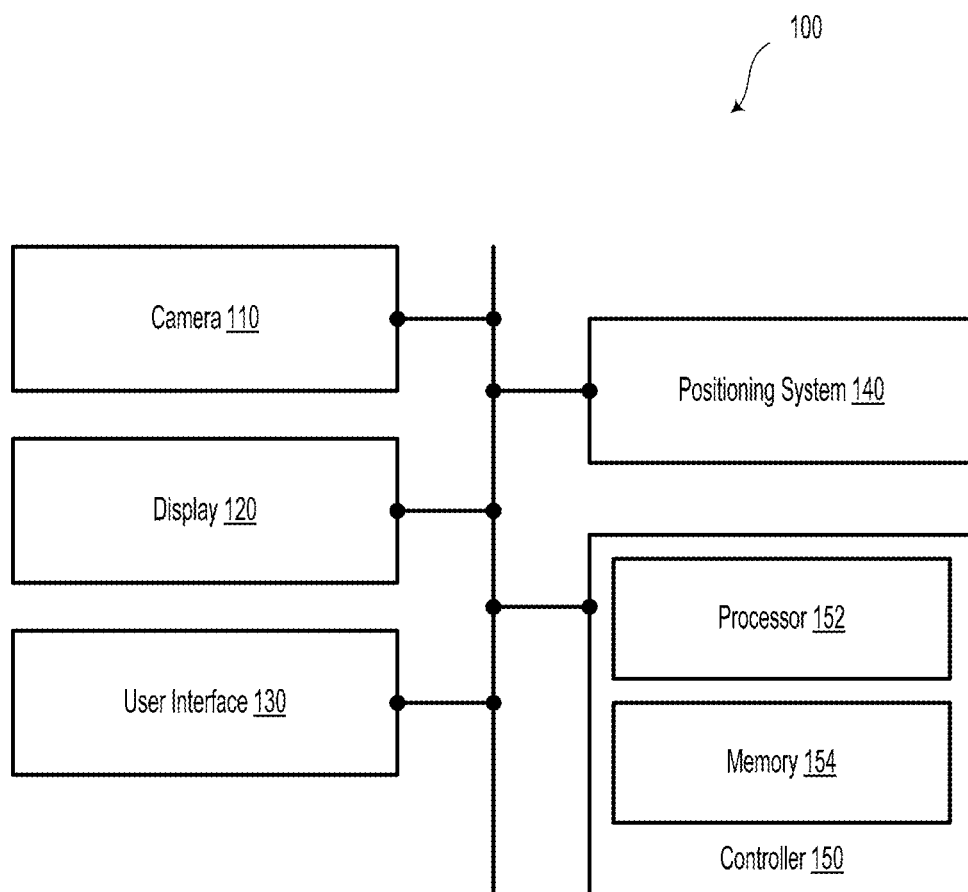 100
Camera 110
Positioning System 140
Display 120
Processor 152
User Interface 130
Memory 154
Controller 150